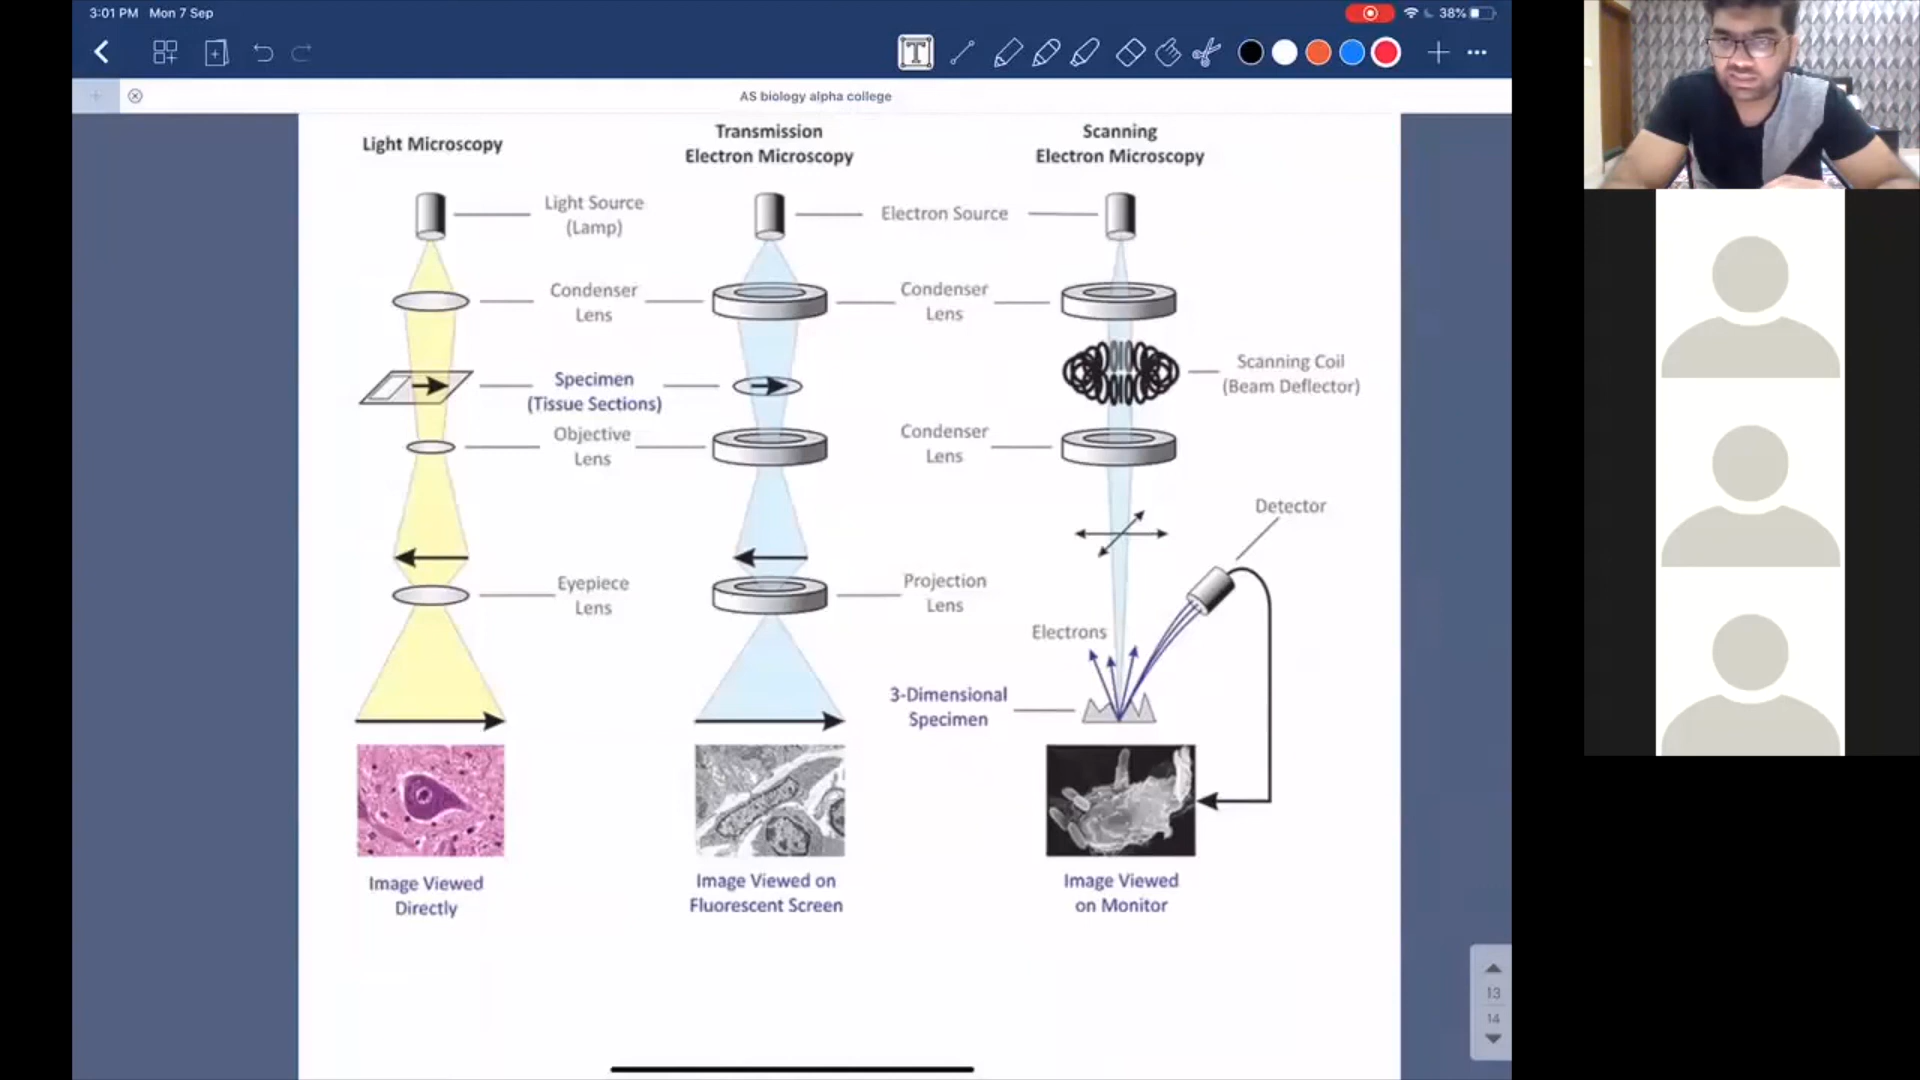 3:01 PM Mon 7 Sep
38%
T
AS biology alpha college
Light Microscopy
Transmission
Electron Microscopy
Scanning
Electron Microscopy
Light Source
(Lamp)
Electron Source
Condenser
Lens
Condenser
Lens
Specimen
(Tissue Sections)
Scanning Coil
(Beam Deflector)
Objective
Lens
Condenser
Lens
Detector
Eyepiece
Lens
Projection
Lens
Electrons
3-Dimensional
Specimen
Image Viewed
Directly
Image Viewed on
Fluorescent Screen
Image Viewed
on Monitor
13
14